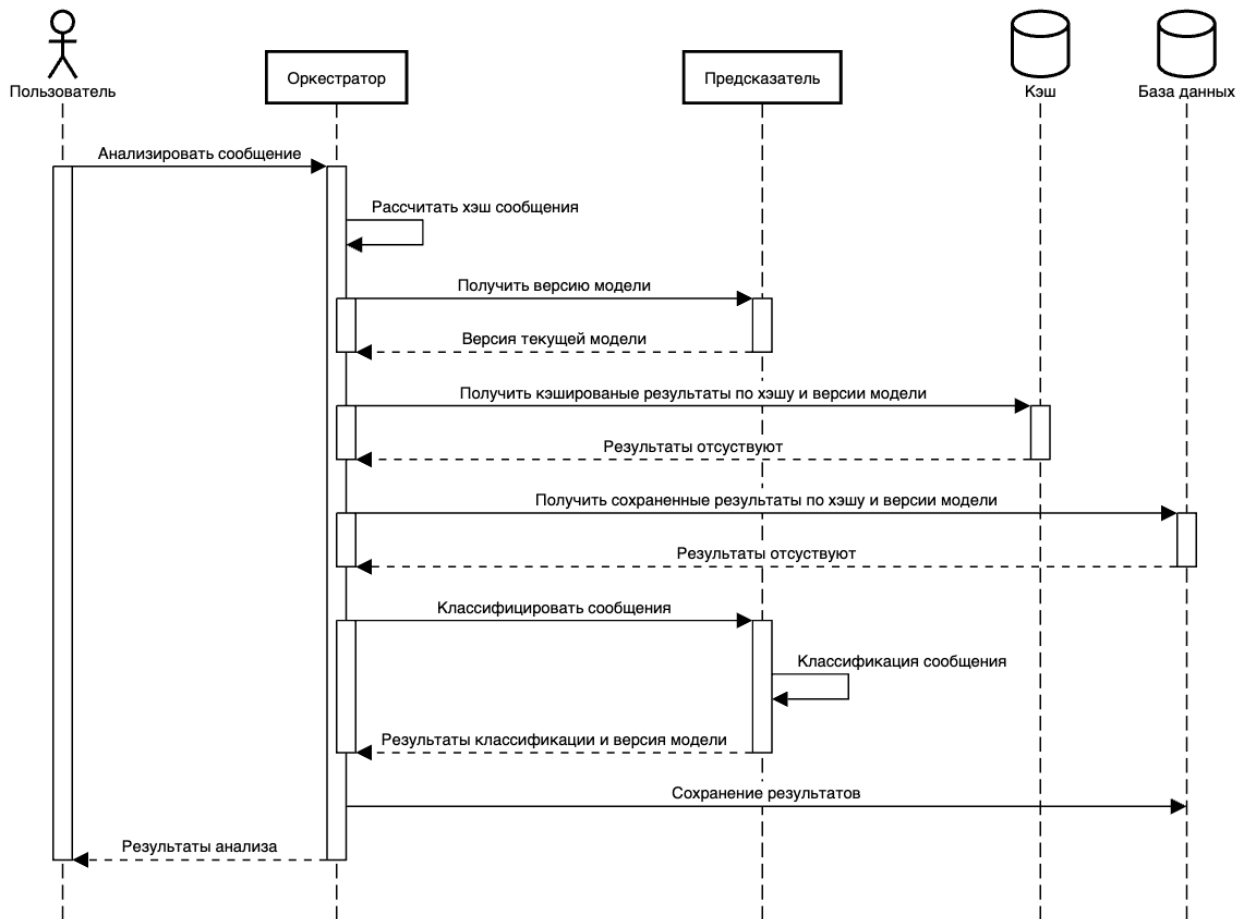 Пользователь
Оркестратор
Предсказатель
Кэш
База данных
Анализировать сообщение
Рассчитать хэш сообщения
Получить версию модели
Версия текущей модели
Получить кэшированые результаты по хэшу и версии модели
Результаты отсуствуют
Получить сохраненные результаты по хэшу и версии модели
Результаты отсуствуют
Классифицировать сообщения
Классификация сообщения
Результаты классификации и версия модели
Сохранение результатов
Результаты анализа